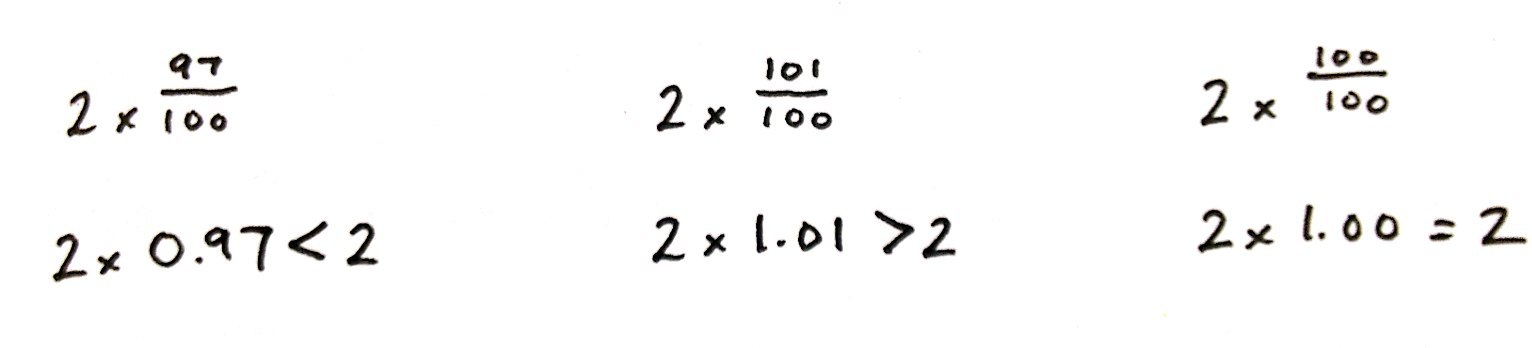 2 × 97/100
2 × 101/100
2 × 100/100
2 × 0.97 < 2
2 × 1.01 > 2
2 × 1.00 = 2